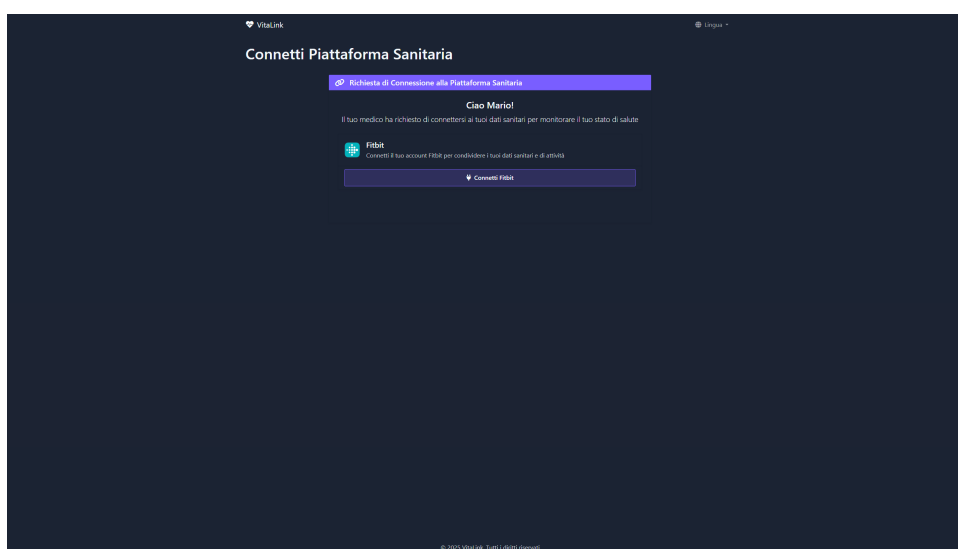 VitaLink
Lingua
Connetti Piattaforma Sanitaria
Richiesta di Connessione alla Piattaforma Sanitaria
Ciao Mario!
Il tuo medico ha richiesto di connettersi ai tuoi dati sanitari per monitorare il tuo stato di salute
Fitbit
Connetti il tuo account Fitbit per condividere i tuoi dati sanitari e di attività
Connetti Fitbit
© 2025 VitaLink. Tutti i diritti riservati.